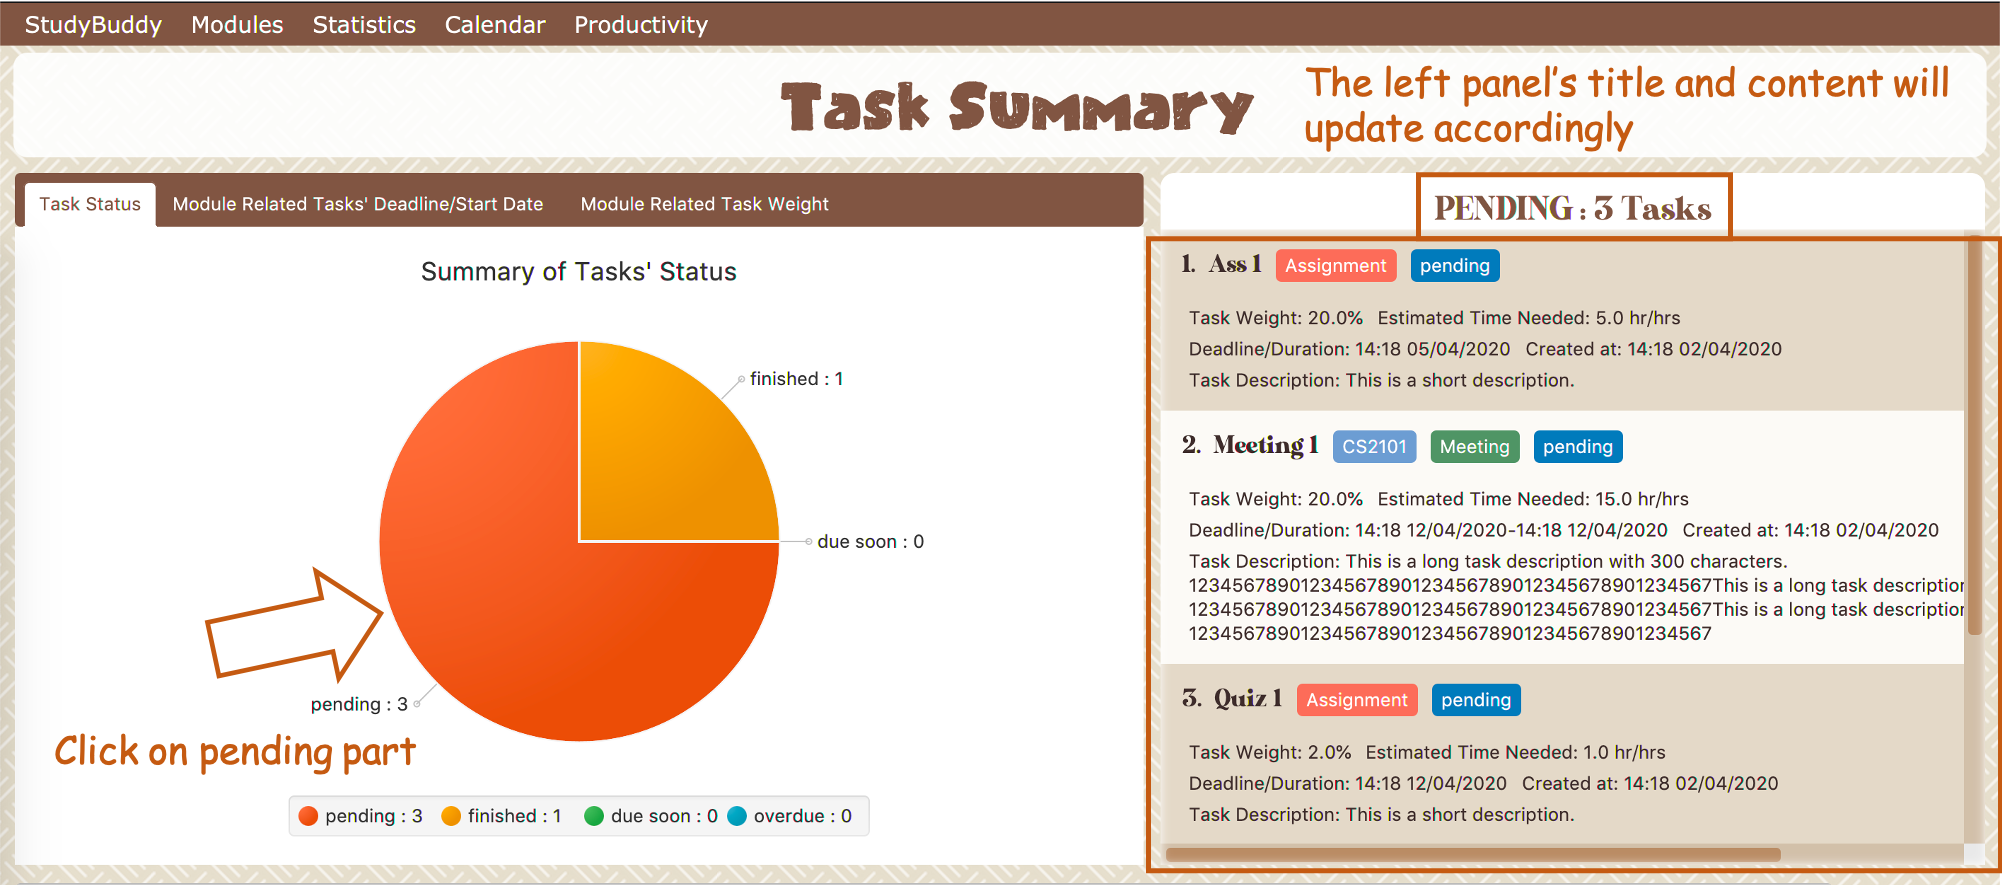 StudyBuddy Modules Statistics Calendar Productivity
Task Summary
The left panel's title and content will
update accordingly
Task Status Module Related Tasks' Deadline/Start Date Module Related Task Weight
Summary of Tasks' Status
finished : 1
due soon : 0
pending : 3
Click on pending part
pending : 3 finished : 1 due soon : 0 overdue : 0
PENDING : 3 Tasks
1. Ass 1 Assignment pending
Task Weight: 20.0% Estimated Time Needed: 5.0 hr/hrs
Deadline/Duration: 14:18 05/04/2020 Created at: 14:18 02/04/2020
Task Description: This is a short description.
2. Meeting 1 CS2101 Meeting pending
Task Weight: 20.0% Estimated Time Needed: 15.0 hr/hrs
Deadline/Duration: 14:18 12/04/2020-14:18 12/04/2020 Created at: 14:18 02/04/2020
Task Description: This is a long task description with 300 characters.
12345678901234567890123456789012345678901234567This is a long task description
12345678901234567890123456789012345678901234567This is a long task description
12345678901234567890123456789012345678901234567
3. Quiz 1 Assignment pending
Task Weight: 2.0% Estimated Time Needed: 1.0 hr/hrs
Deadline/Duration: 14:18 12/04/2020 Created at: 14:18 02/04/2020
Task Description: This is a short description.